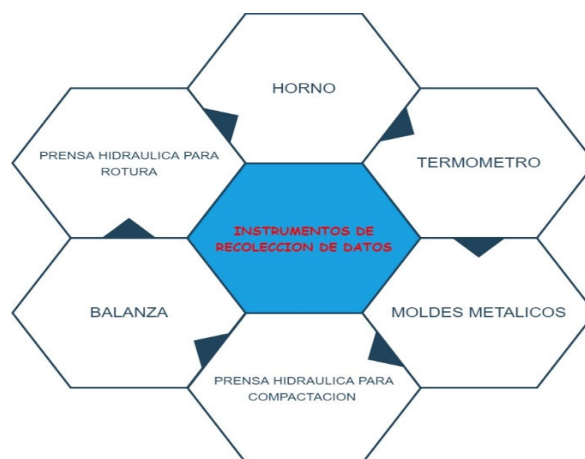 HORNO
PRENSA HIDRAULICA PARA
ROTURA
TERMOMETRO
INSTRUMENTOS DE
RECOLECCION DE DATOS
BALANZA
MOLDES METALICOS
PRENSA HIDRAULICA PARA
COMPACTACION